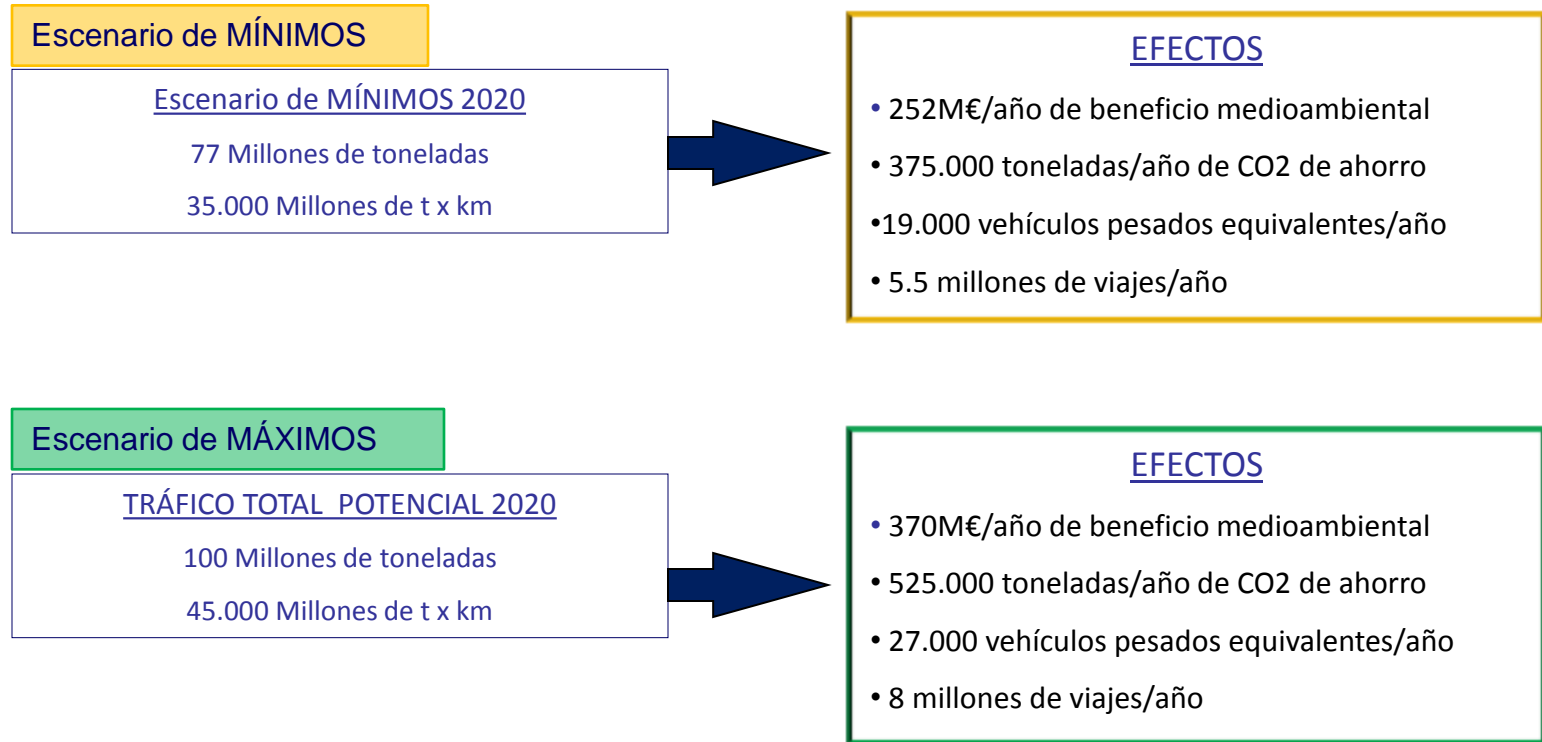 Escenario de MÍNIMOS
Escenario de MÍNIMOS 2020
77 Millones de toneladas
35.000 Millones de t x km
EFECTOS
• 252M€/año de beneficio medioambiental
• 375.000 toneladas/año de CO2 de ahorro
•19.000 vehículos pesados equivalentes/año
• 5.5 millones de viajes/año
Escenario de MÁXIMOS
TRÁFICO TOTAL POTENCIAL 2020
100 Millones de toneladas
45.000 Millones de t x km
EFECTOS
• 370M€/año de beneficio medioambiental
• 525.000 toneladas/año de CO2 de ahorro
• 27.000 vehículos pesados equivalentes/año
• 8 millones de viajes/año